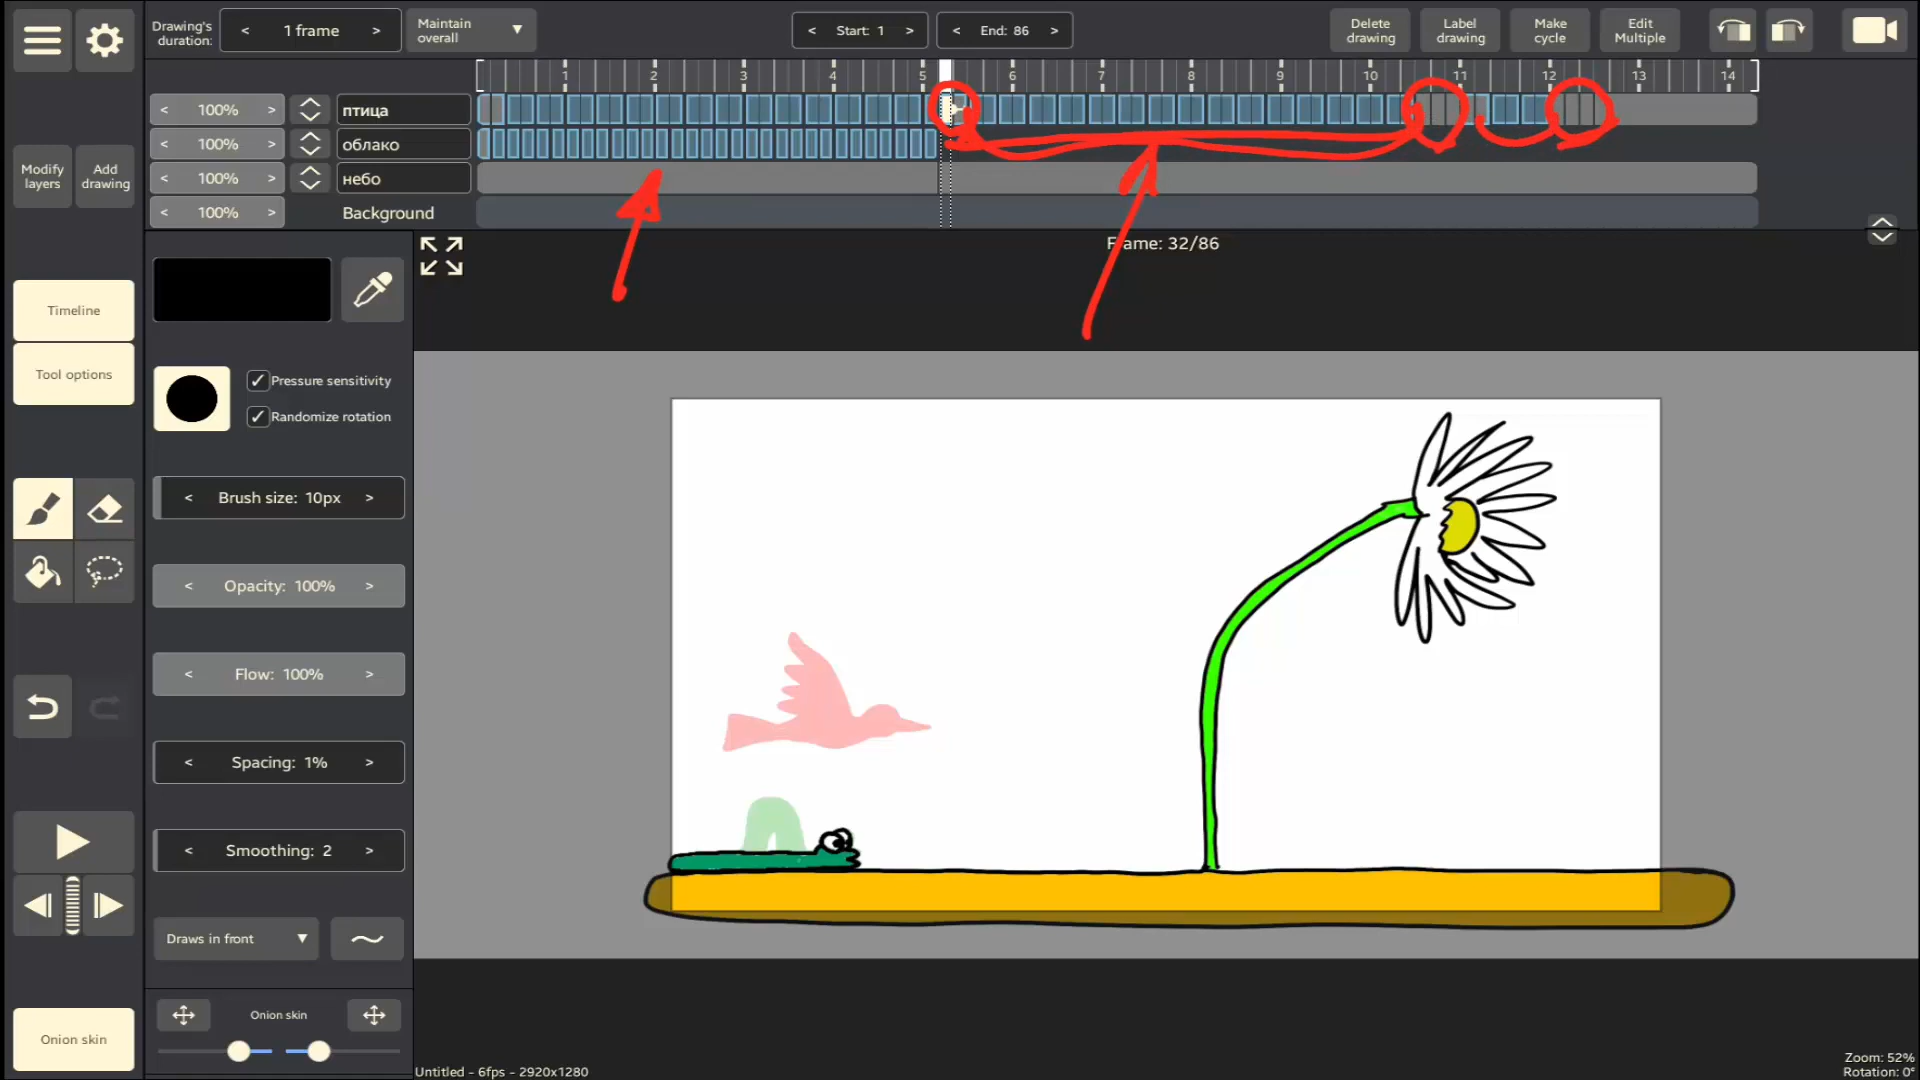 Drawing's
duration:
< 1 frame >
Maintain
overall
< Start: 1 >
< End: 86 >
Delete
drawing
Label
drawing
Make
cycle
Edit
Multiple
1 2 3 4 5 6 7 8 9 10 11 12 13 14
< 100% > птица
< 100% > облако
< 100% > небо
< 100% > Background
Modify
layers
Add
drawing
Frame: 32/86
Timeline
Tool options
Pressure sensitivity
Randomize rotation
< Brush size: 10px >
< Opacity: 100% >
< Flow: 100% >
< Spacing: 1% >
< Smoothing: 2 >
Draws in front
Onion skin
Onion skin
Untitled - 6fps - 2920x1280
Zoom: 52%
Rotation: 0°